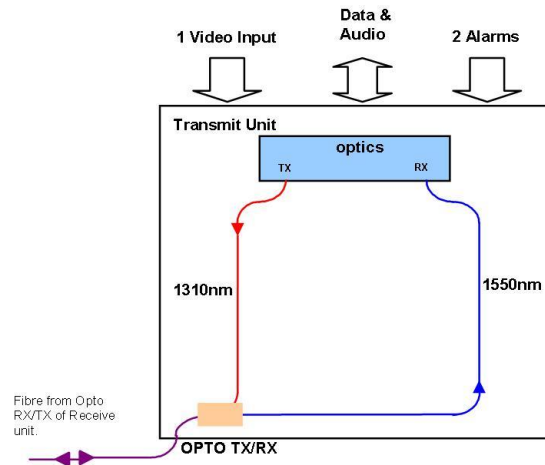 1 Video Input
Data &
Audio
2 Alarms
Transmit Unit
optics
TX
RX
1310nm
1550nm
Fibre from Opto
RX/TX of Receive
unit.
OPTO TX/RX